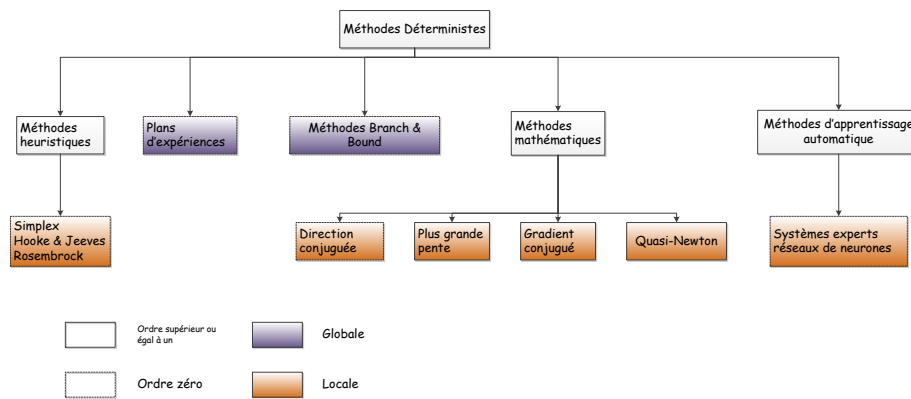 Méthodes Déterministes
Méthodes
heuristiques
Plans
d'expériences
Méthodes Branch &
Bound
Méthodes
mathématiques
Méthodes d'apprentissage
automatique
Simplex
Hooke & Jeeves
Rosembrock
Direction
conjuguée
Plus grande
pente
Gradient
conjugué
Quasi-Newton
Systèmes experts
réseaux de neurones
Ordre supérieur ou
égal à un
Globale
Ordre zéro
Locale